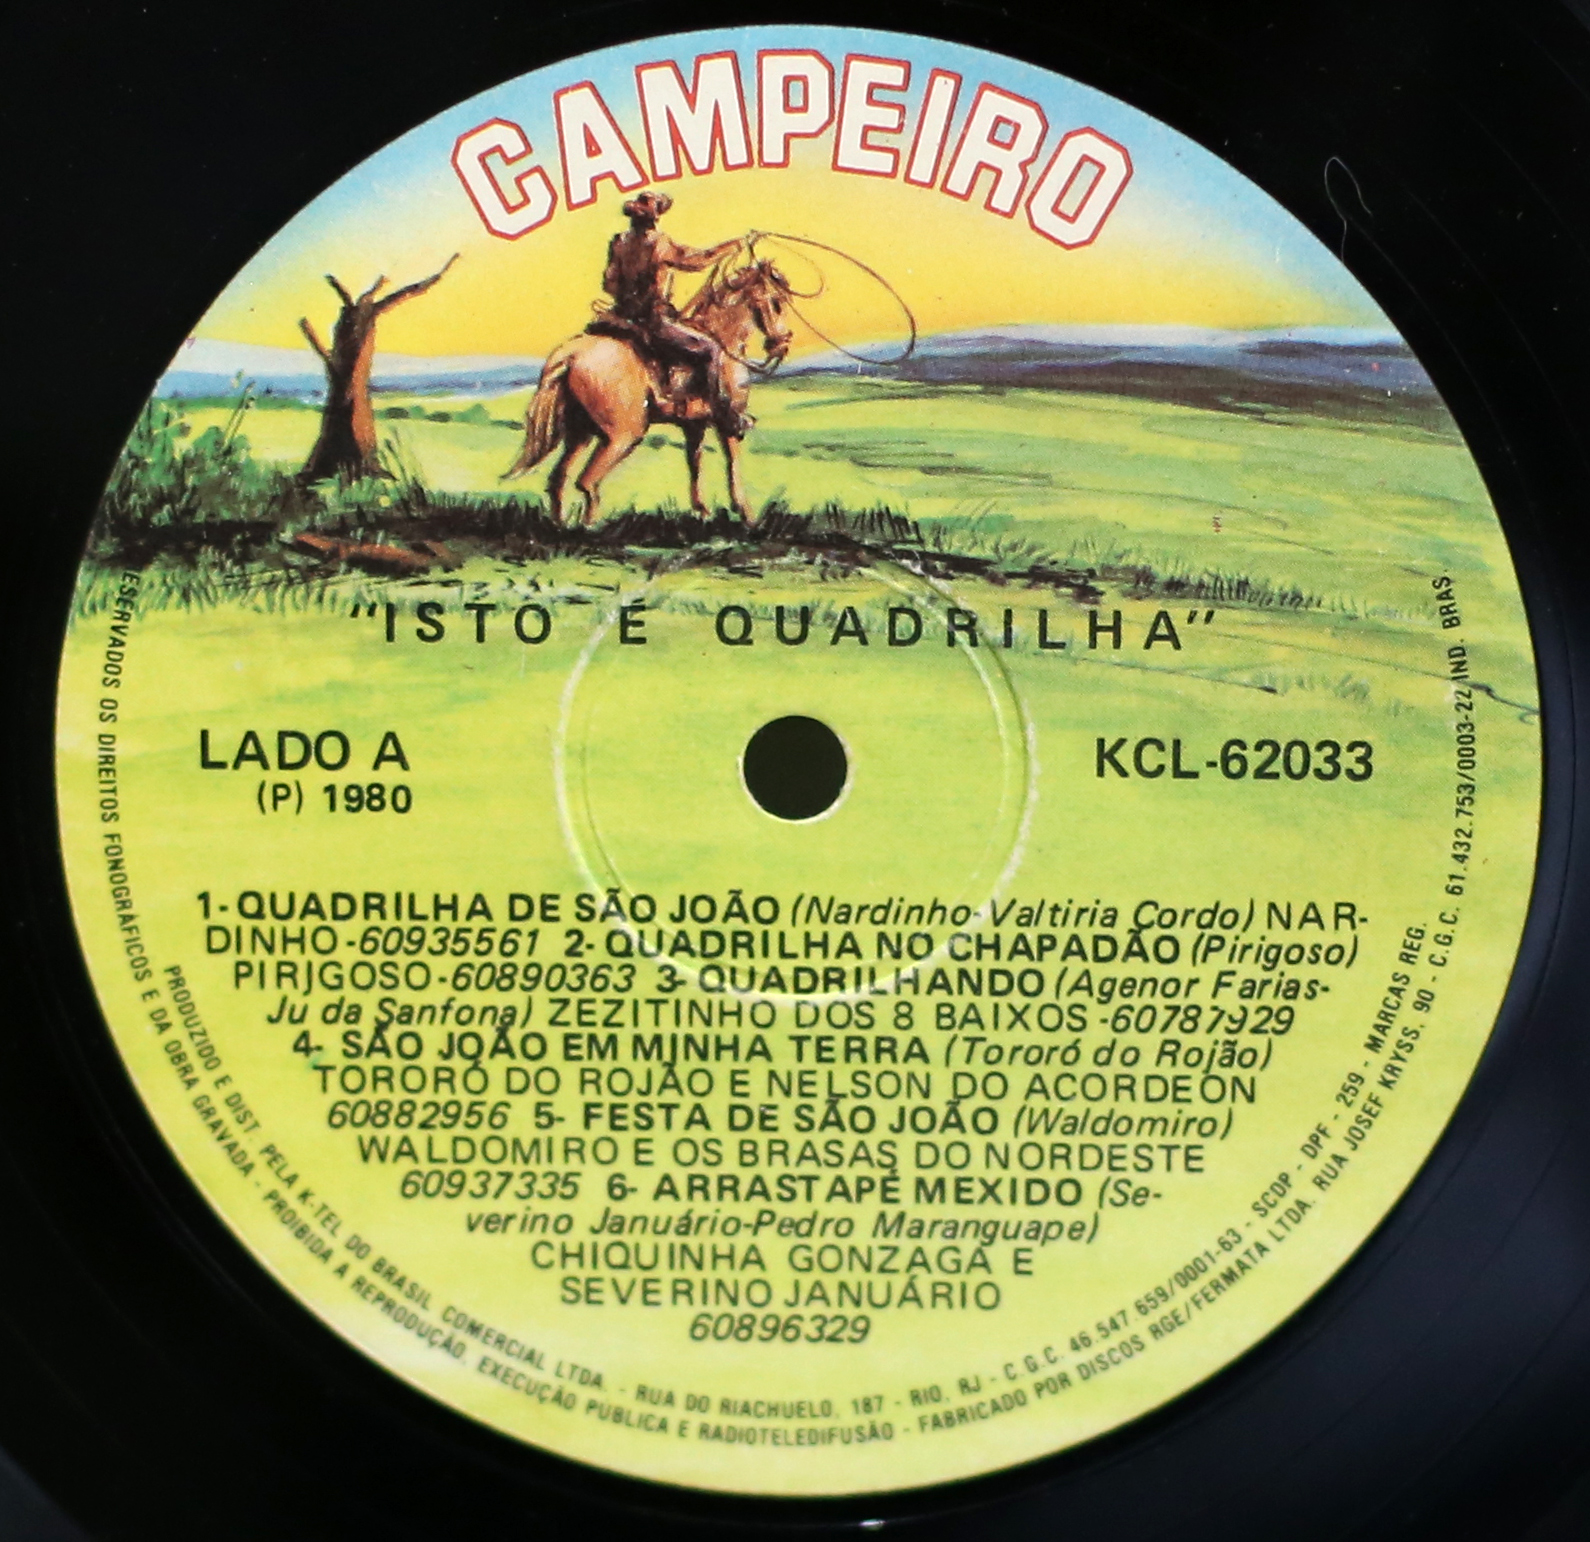 CAMPEIRO
"ISTO É QUADRILHA"
LADO A
(P) 1980
KCL-62033
1- QUADRILHA DE SÃO JOÃO (Nardinho-Valtiria Cordo) NAR-
DINHO-60935561 2- QUADRILHA NO CHAPADÃO (Pirigoso)
PIRIGOSO-60890363 3- QUADRILHANDO (Agenor Farias-
Ju da Sanfona) ZEZITINHO DOS 8 BAIXOS -60787929
4- SÃO JOÃO EM MINHA TERRA (Tororó do Rojão)
TORORÓ DO ROJÃO E NELSON DO ACORDEON
60882956 5- FESTA DE SÃO JOÃO (Waldomiro)
WALDOMIRO E OS BRASAS DO NORDESTE
60937335 6- ARRASTAPÉ MEXIDO (Se-
verino Januário-Pedro Maranguape)
CHIQUINHA GONZAGA E
SEVERINO JANUÁRIO
60896329
PRODUZIDO E DIST. PELA K-TEL DO BRASIL COMERCIAL LTDA. - RUA DO RIACHUELO, 187 - RIO, RJ - C.G.C. 46.547.659/0001-63 - SCDP - DPF - 259 - MARCAS REG.
ESERVADOS OS DIREITOS FONOGRÁFICOS E DA OBRA GRAVADA - PROIBIDA A REPRODUÇÃO, EXECUÇÃO PUBLICA E RADIOTELEDIFUSÃO - FABRICADO POR DISCOS RGE/FERMATA LTDA. RUA JOSEF KRYSS, 90 - C.G.C. 61.432.753/0003-22 IND. BRAS.